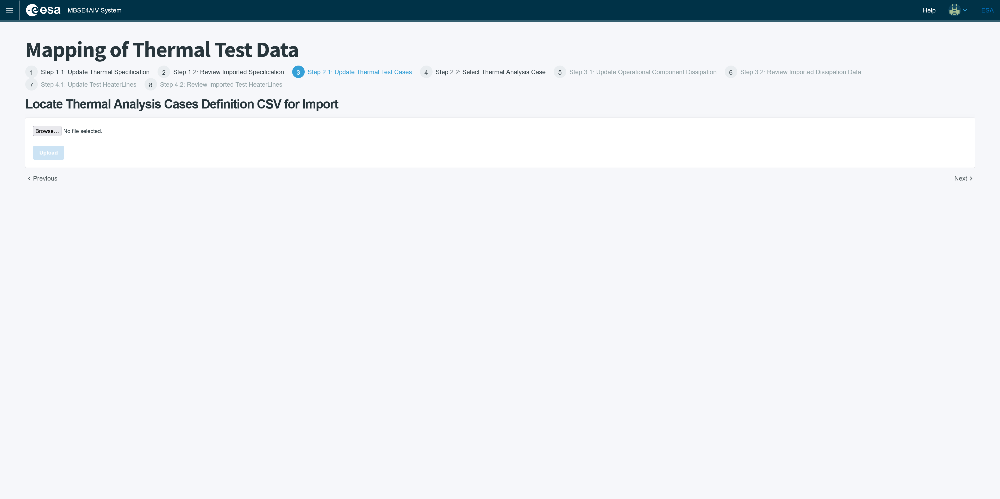 esa | MBSE4AIV System Help ESA
Mapping of Thermal Test Data
1 Step 1.1: Update Thermal Specification 2 Step 1.2: Review Imported Specification 3 Step 2.1: Update Thermal Test Cases 4 Step 2.2: Select Thermal Analysis Case 5 Step 3.1: Update Operational Component Dissipation 6 Step 3.2: Review Imported Dissipation Data
7 Step 4.1: Update Test HeaterLines 8 Step 4.2: Review Imported Test HeaterLines
Locate Thermal Analysis Cases Definition CSV for Import
Browse… No file selected.
Upload
Previous Next